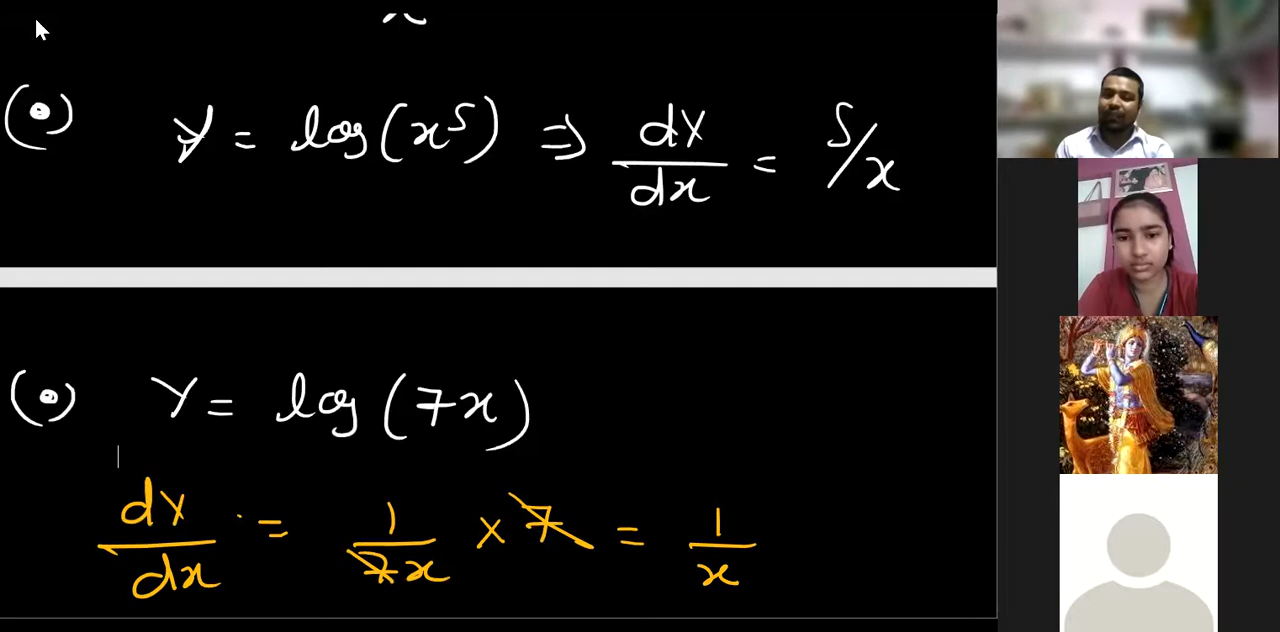 (•) Y = log(x⁵) ⇒ dY/dx = 5/x
(•) Y = log(7x)
dY/dx = 1/7x × 7 = 1/x